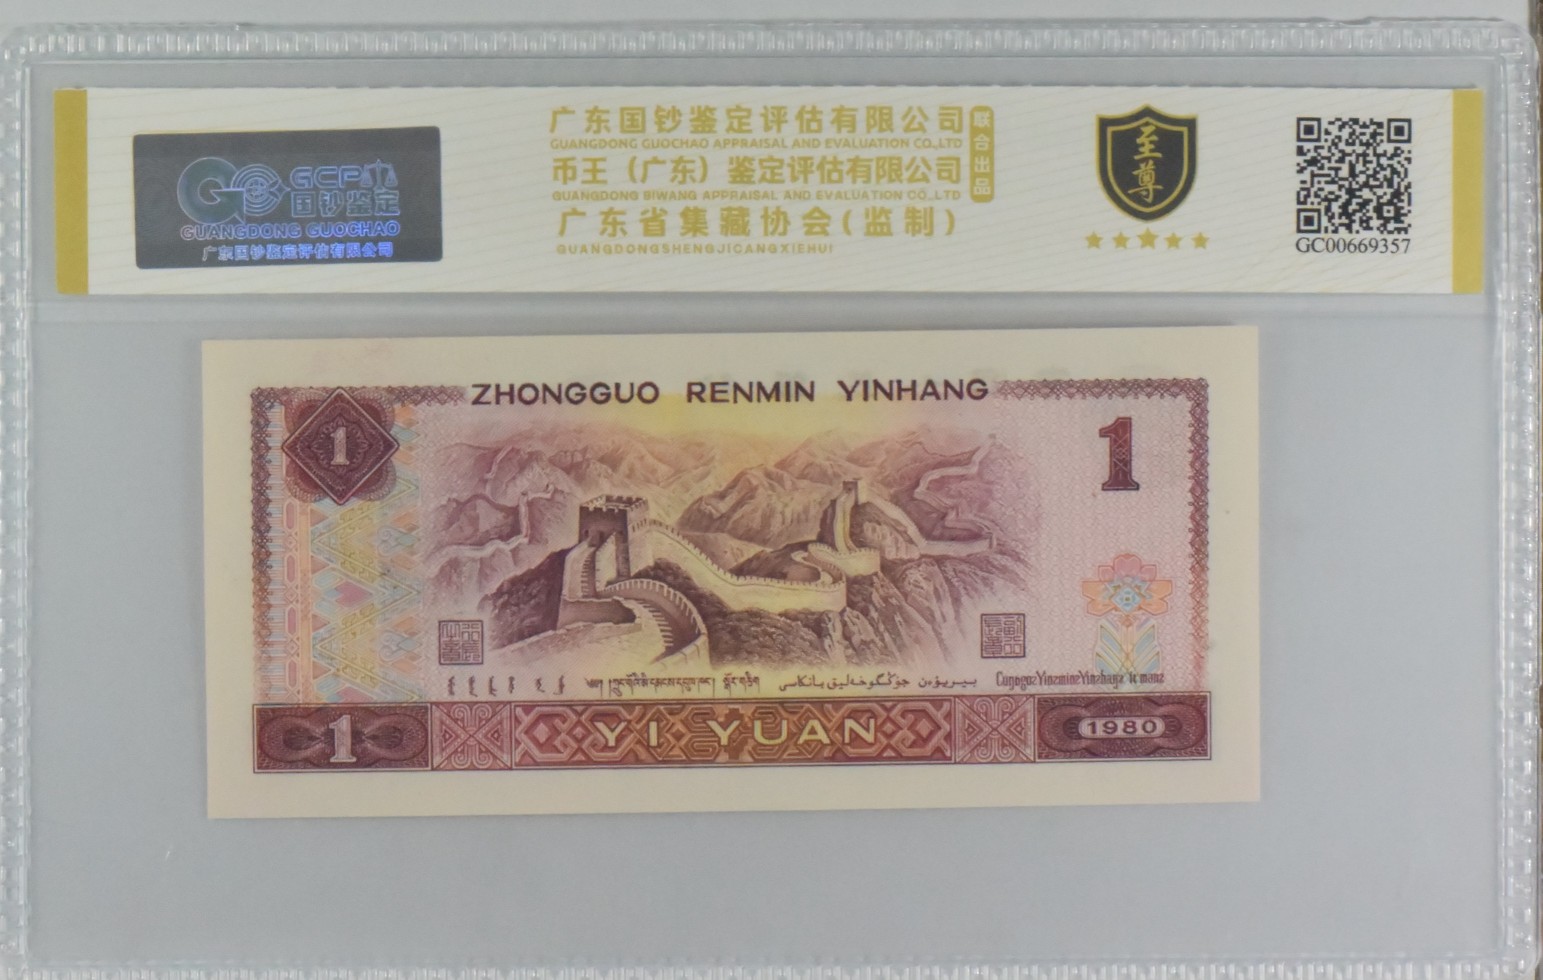 GCP
国钞鉴定
GUANGDONG GUOCHAO
广东国钞鉴定评估有限公司
广东国钞鉴定评估有限公司
GUANGDONG GUOCHAO APPRAISAL AND EVALUATION CO.,LTD
币王（广东）鉴定评估有限公司
GUANGDONG BIWANG APPRAISAL AND EVALUATION CO.,LTD
广东省集藏协会(监制)
GUANGDONGSHENGJICANGXIEHUI
联合出品
至尊
GC00669357
ZHONGGUO RENMIN YINHANG
1
1
1
YI YUAN
1980